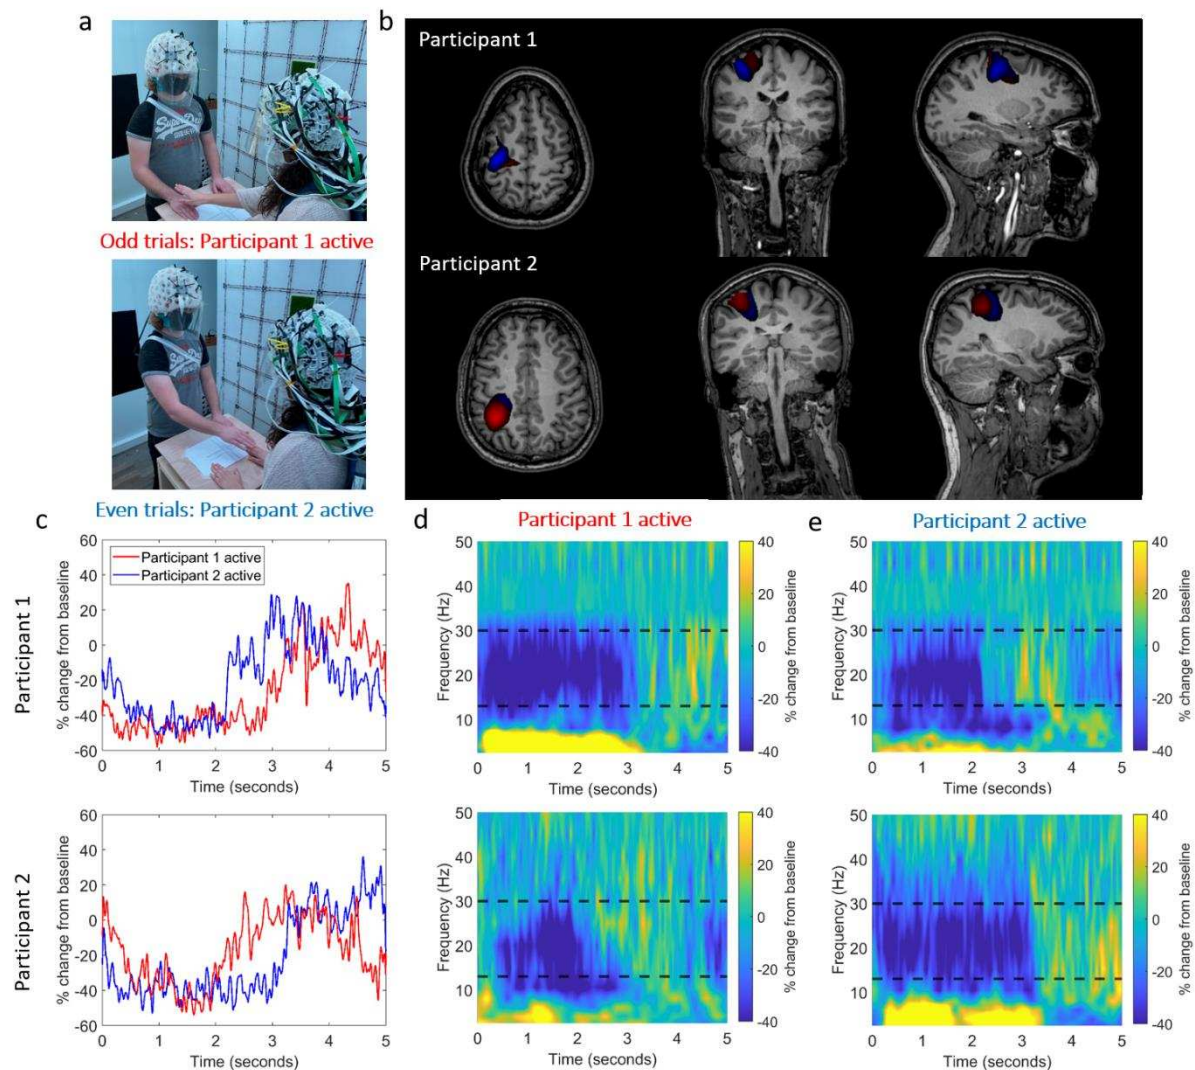 a
Superdry
Odd trials: Participant 1 active
Even trials: Participant 2 active
b
Participant 1
Participant 2
c
Participant 1
60
40
20
0
-20
-40
-60
% change from baseline
Participant 1 active
Participant 2 active
0 1 2 3 4 5
Time (seconds)
Participant 2
60
40
20
0
-20
-40
-60
% change from baseline
0 1 2 3 4 5
Time (seconds)
d
Participant 1 active
50
40
30
20
10
Frequency (Hz)
0 1 2 3 4 5
Time (seconds)
40
20
0
-20
-40
% change from baseline
50
40
30
20
10
Frequency (Hz)
0 1 2 3 4 5
Time (seconds)
40
20
0
-20
-40
% change from baseline
e
Participant 2 active
50
40
30
20
10
Frequency (Hz)
0 1 2 3 4 5
Time (seconds)
40
20
0
-20
-40
% change from baseline
50
40
30
20
10
Frequency (Hz)
0 1 2 3 4 5
Time (seconds)
40
20
0
-20
-40
% change from baseline